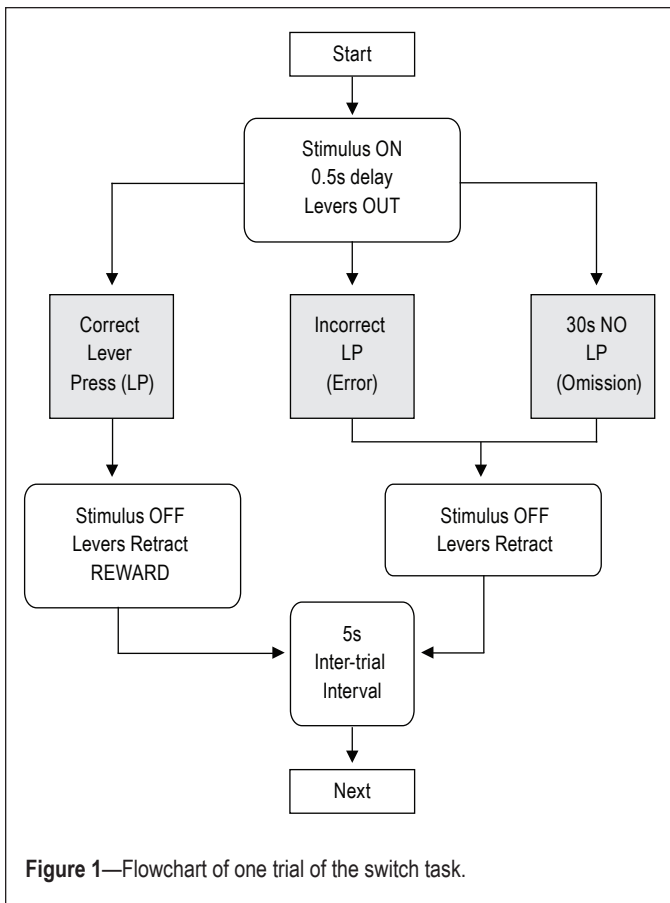 Start
Stimulus ON
0.5s delay
Levers OUT
Correct
Lever
Press (LP)
Incorrect
LP
(Error)
30s NO
LP
(Omission)
Stimulus OFF
Levers Retract
REWARD
Stimulus OFF
Levers Retract
5s
Inter-trial
Interval
Next
Figure 1—Flowchart of one trial of the switch task.